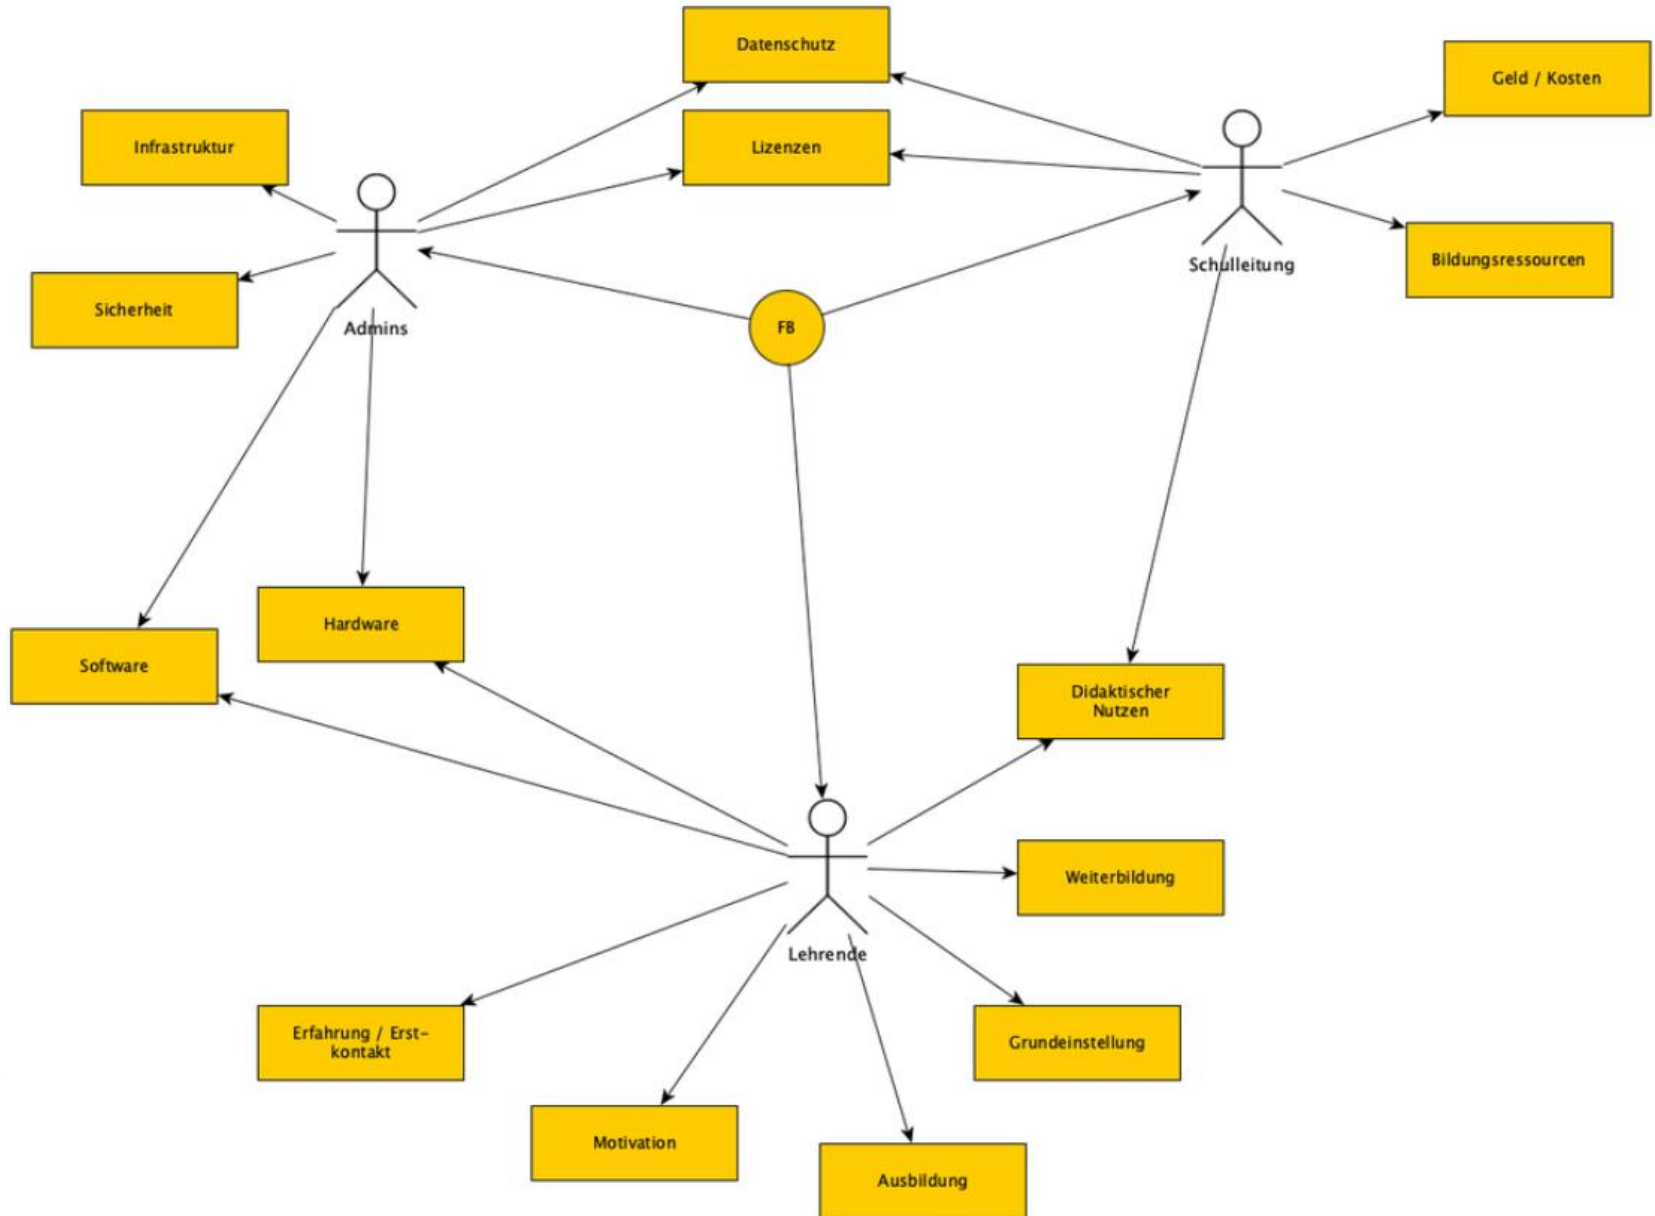 Datenschutz
Geld / Kosten
Infrastruktur
Lizenzen
Schulleitung
Bildungsressourcen
Sicherheit
Admins
FB
Hardware
Software
Didaktischer
Nutzen
Weiterbildung
Lehrende
Erfahrung / Erst-
kontakt
Grundeinstellung
Motivation
Ausbildung